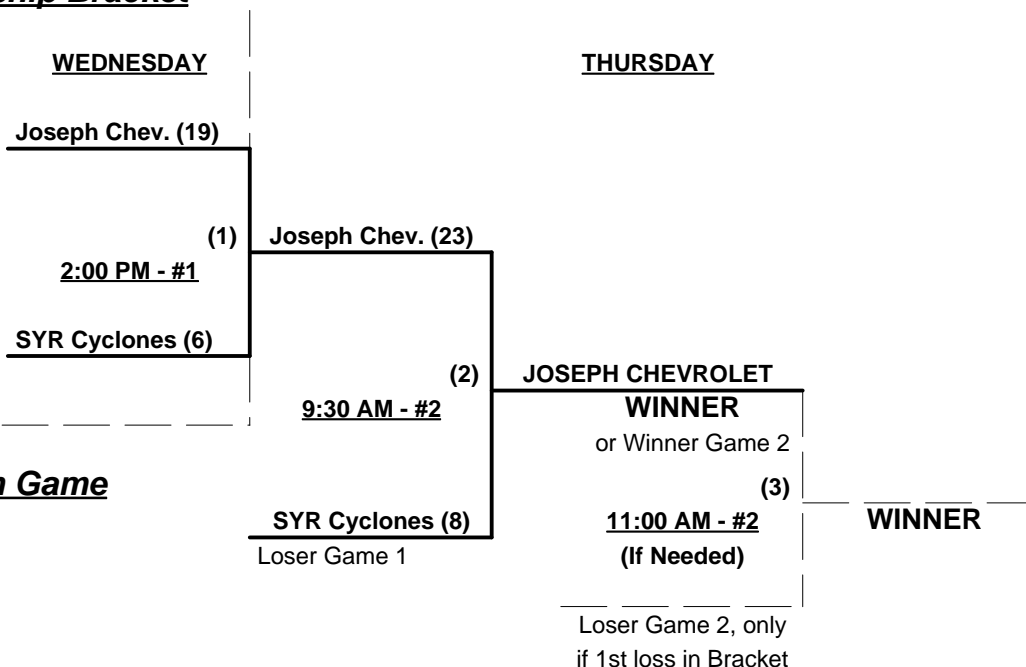 Bracket
WEDNESDAY
THURSDAY
Joseph Chev. (19)
(1)
Joseph Chev. (23)
2:00 PM - #1
SYR Cyclones (6)
(2)
JOSEPH CHEVROLET
9:30 AM - #2
WINNER
or Winner Game 2
Game
(3)
SYR Cyclones (8)
11:00 AM - #2
WINNER
Loser Game 1
(If Needed)
Loser Game 2, only
if 1st loss in Bracket